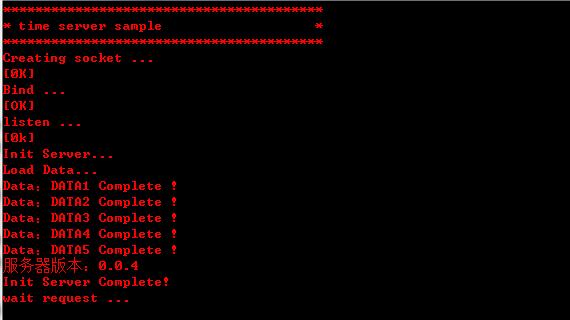 ****************************************
* time server sample                   *
****************************************
Creating socket ...
[OK]
Bind ...
[OK]
listen ...
[Ok]
Init Server...
Load Data...
Data: DATA1 Complete !
Data: DATA2 Complete !
Data: DATA3 Complete !
Data: DATA4 Complete !
Data: DATA5 Complete !
服务器版本：0.0.4
Init Server Complete!
wait request ...